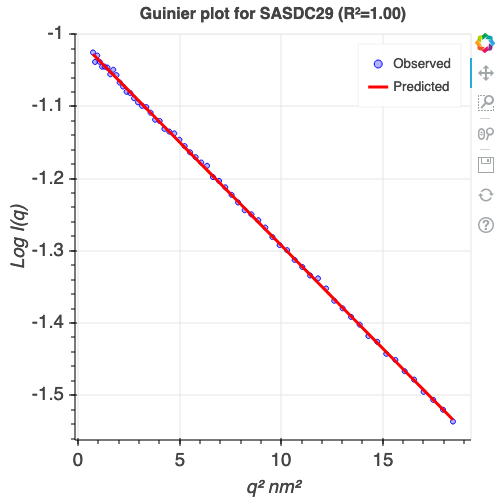 Guinier plot for SASDC29 (R²=1.00)
Observed
Predicted
-1
-1.1
-1.2
-1.3
-1.4
-1.5
Log I(q)
0 5 10 15
q² nm²